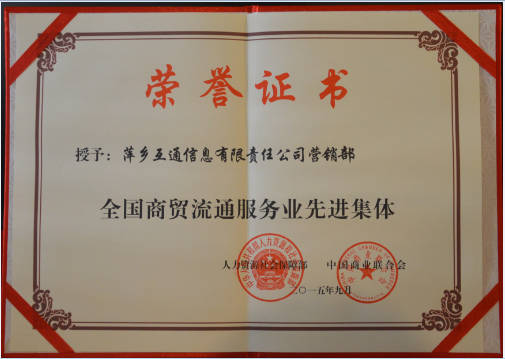 荣誉证书
授予：萍乡互通信息有限责任公司营销部
全国商贸流通服务业先进集体
人力资源社会保障部 中国商业联合会
二〇一五年九月